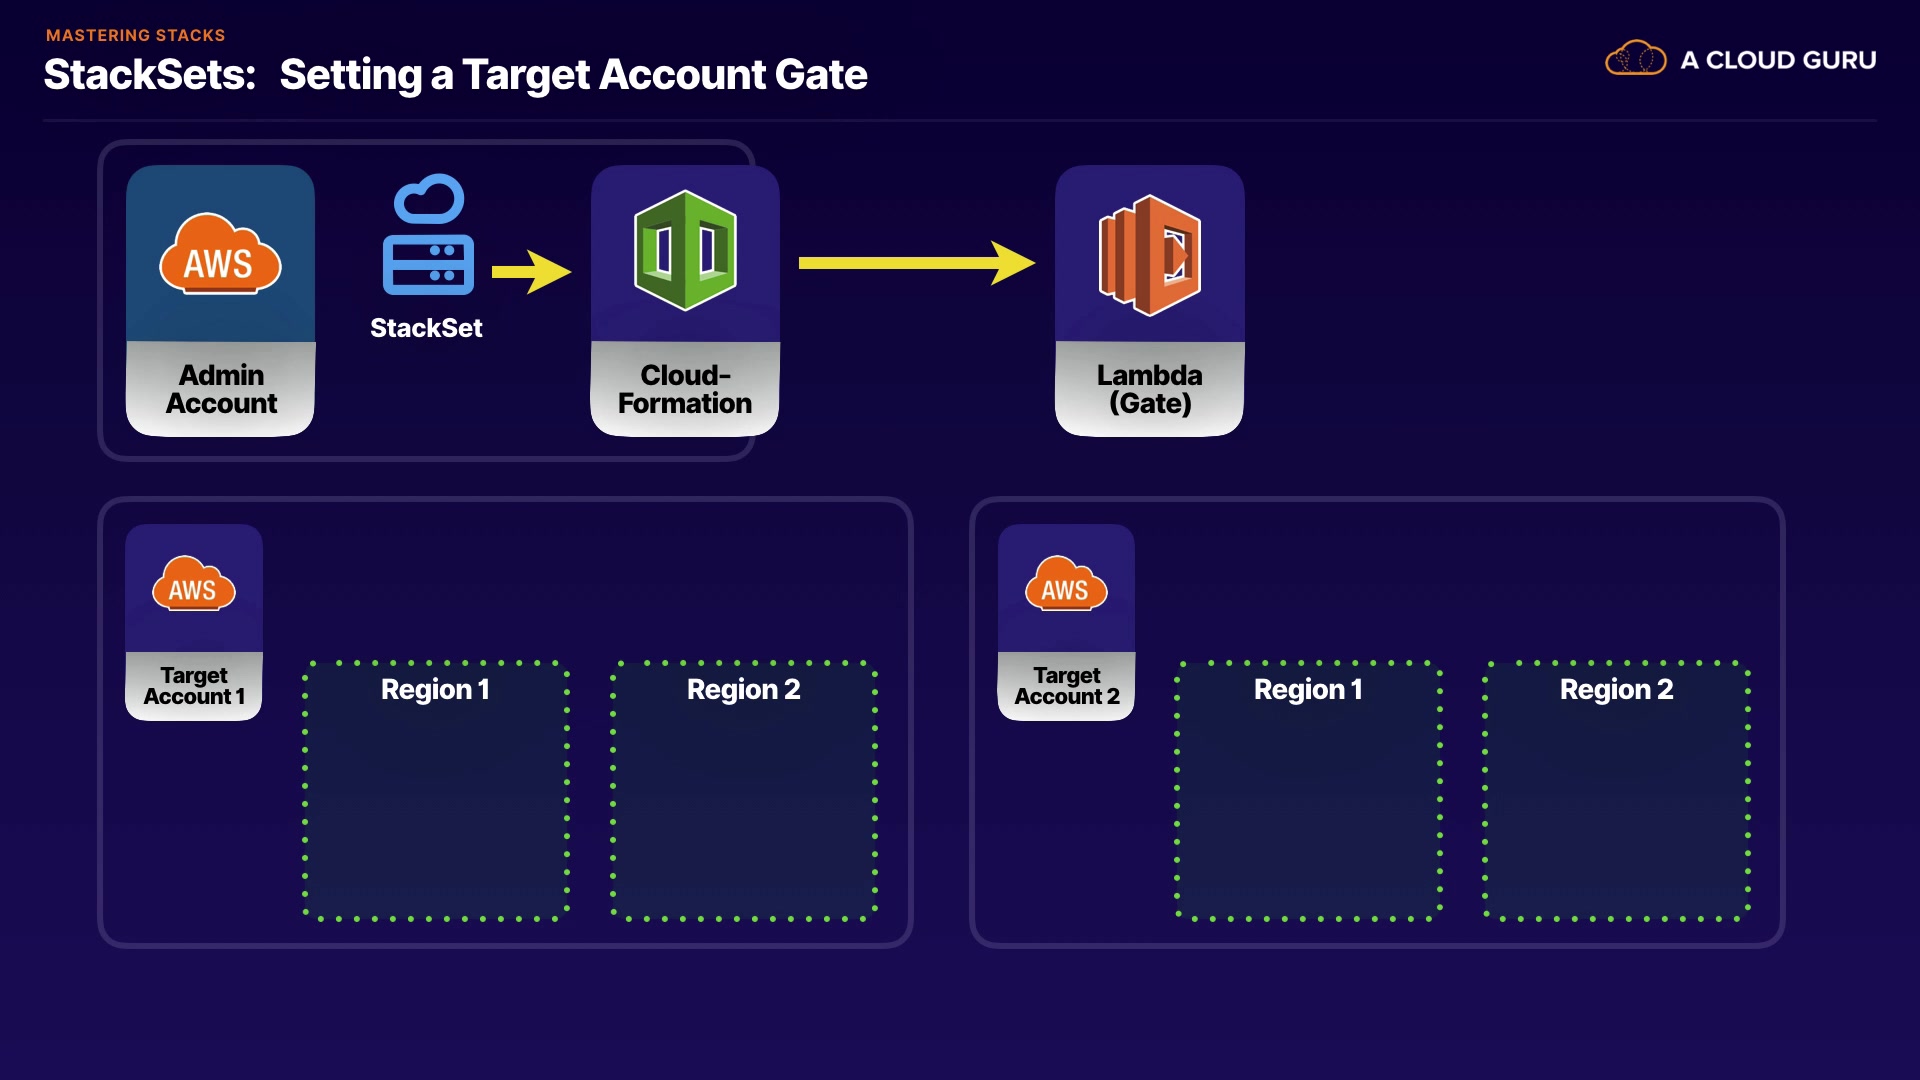 MASTERING STACKS
StackSets: Setting a Target Account Gate
A CLOUD GURU
AWS
Admin
Account
StackSet
Cloud-
Formation
Lambda
(Gate)
AWS
Target
Account 1
Region 1
Region 2
AWS
Target
Account 2
Region 1
Region 2